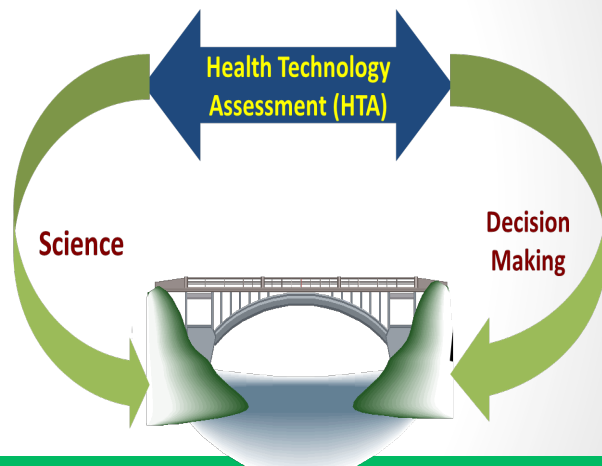 Health Technology
Assessment (HTA)
Science
Decision
Making